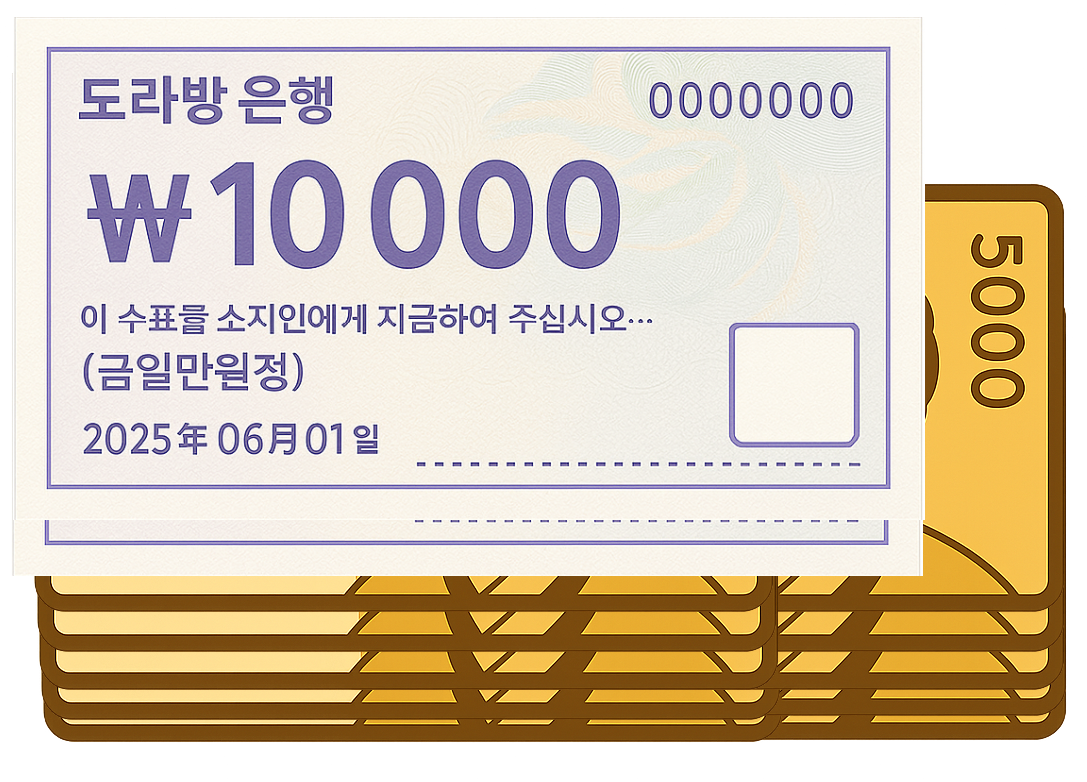 도라방 은행 0000000
₩10 000
이 수표를 소지인에게 지금하여 주십시오…
(금일만원정)
2025年 06月 01일
5000